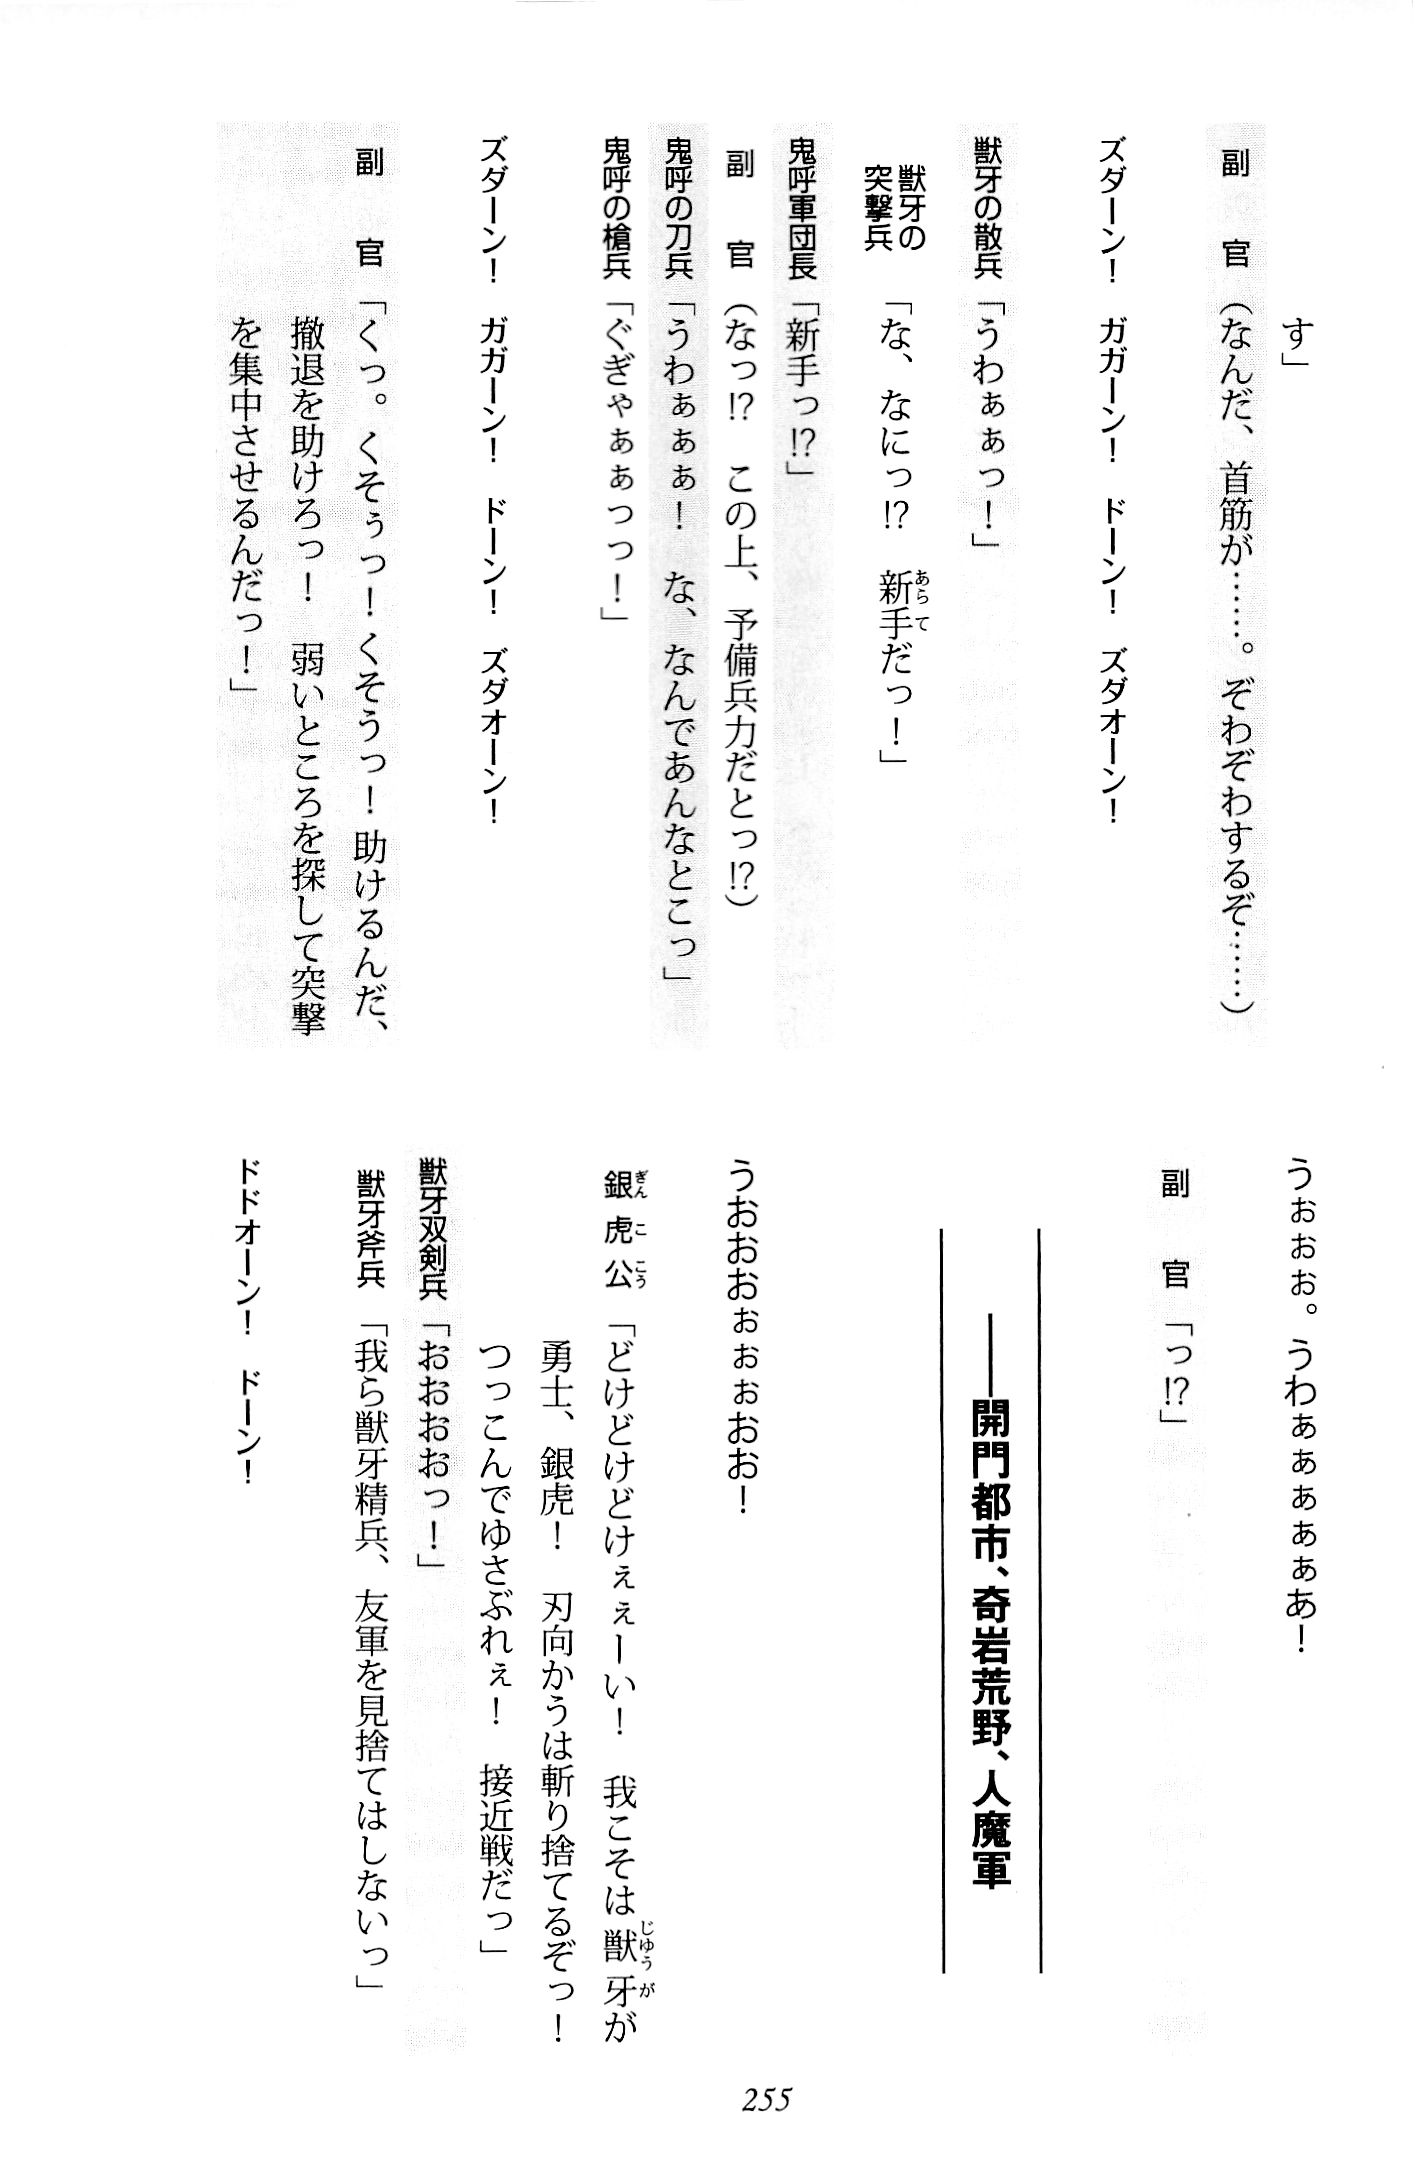 す」
副官（なんだ、首筋が……。ぞわぞわするぞ……）
ズダーン！　ガガーン！　ドーン！　ズダオーン！
獣牙の散兵「うわぁぁっ！」
獣牙の突撃兵「な、なにっ!?　新手だっ！」
鬼呼軍団長「新手っ!?」
副官（なっ!?　この上、予備兵力だとっ!?）
鬼呼の刀兵「うわぁぁぁ！　な、なんであんなとこっ」
鬼呼の槍兵「ぐぎゃぁぁっっ！」
ズダーン！　ガガーン！　ドーン！　ズダオーン！
副官「くっ。くそぅっ！くそうっ！助けるんだ、
撤退を助けろっ！　弱いところを探して突撃
を集中させるんだっ！」
うぉぉぉ。うわぁぁぁぁぁあ！
副官「っ!?」
――開門都市、奇岩荒野、人魔軍
うおおおぉぉぉおお！
銀虎公「どけどけどけぇぇーい！　我こそは獣牙が
勇士、銀虎！　刃向かうは斬り捨てるぞっ！
つっこんでゆさぶれぇ！　接近戦だっ」
獣牙双剣兵「おおおおっ！」
獣牙斧兵「我ら獣牙精兵、友軍を見捨てはしないっ」
ドドオーン！　ドーン！
255